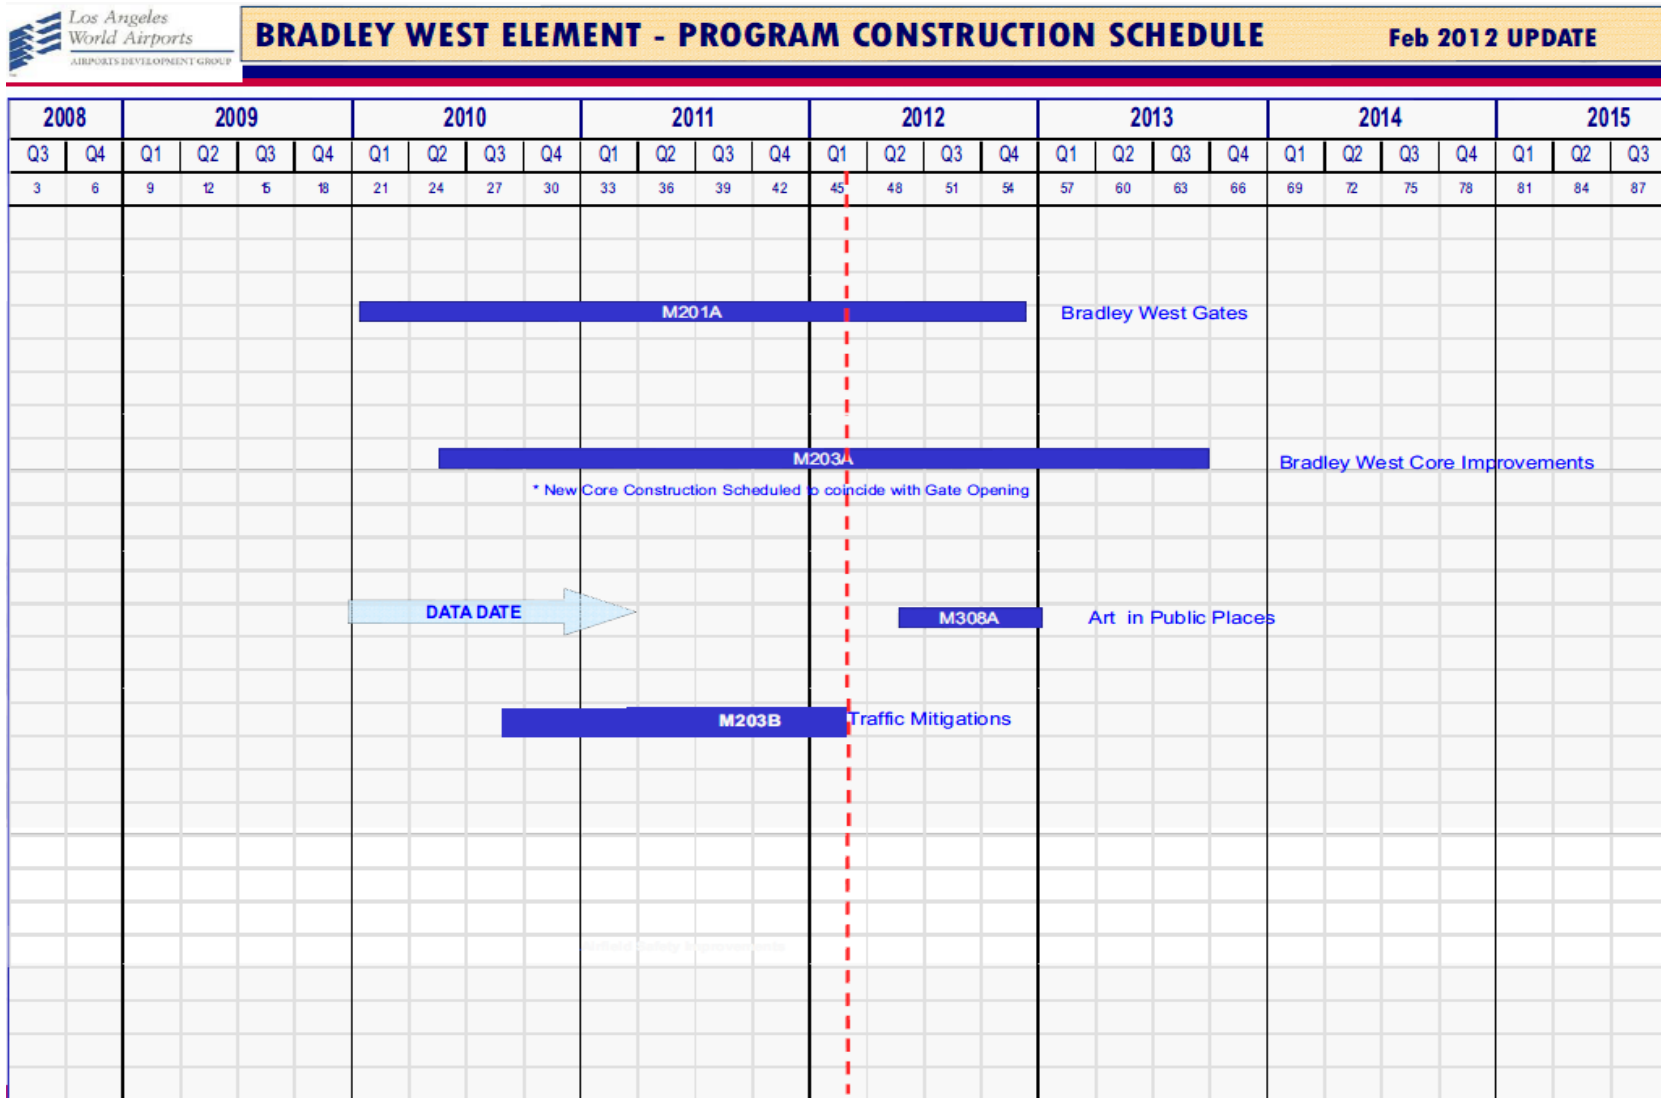 Los Angeles
World Airports
AIRPORTS DEVELOPMENT GROUP
BRADLEY WEST ELEMENT - PROGRAM CONSTRUCTION SCHEDULE Feb 2012 UPDATE
2008 2009 2010 2011 2012 2013 2014 2015
Q3 Q4 Q1 Q2 Q3 Q4 Q1 Q2 Q3 Q4 Q1 Q2 Q3 Q4 Q1 Q2 Q3 Q4 Q1 Q2 Q3 Q4 Q1 Q2 Q3 Q4 Q1 Q2 Q3
3 6 9 12 15 18 21 24 27 30 33 36 39 42 45 48 51 54 57 60 63 66 69 72 75 78 81 84 87
M201A Bradley West Gates
M203A Bradley West Core Improvements
* New Core Construction Scheduled to coincide with Gate Opening
DATA DATE M308A Art in Public Places
M203B Traffic Mitigations
Airfield Safety Improvements